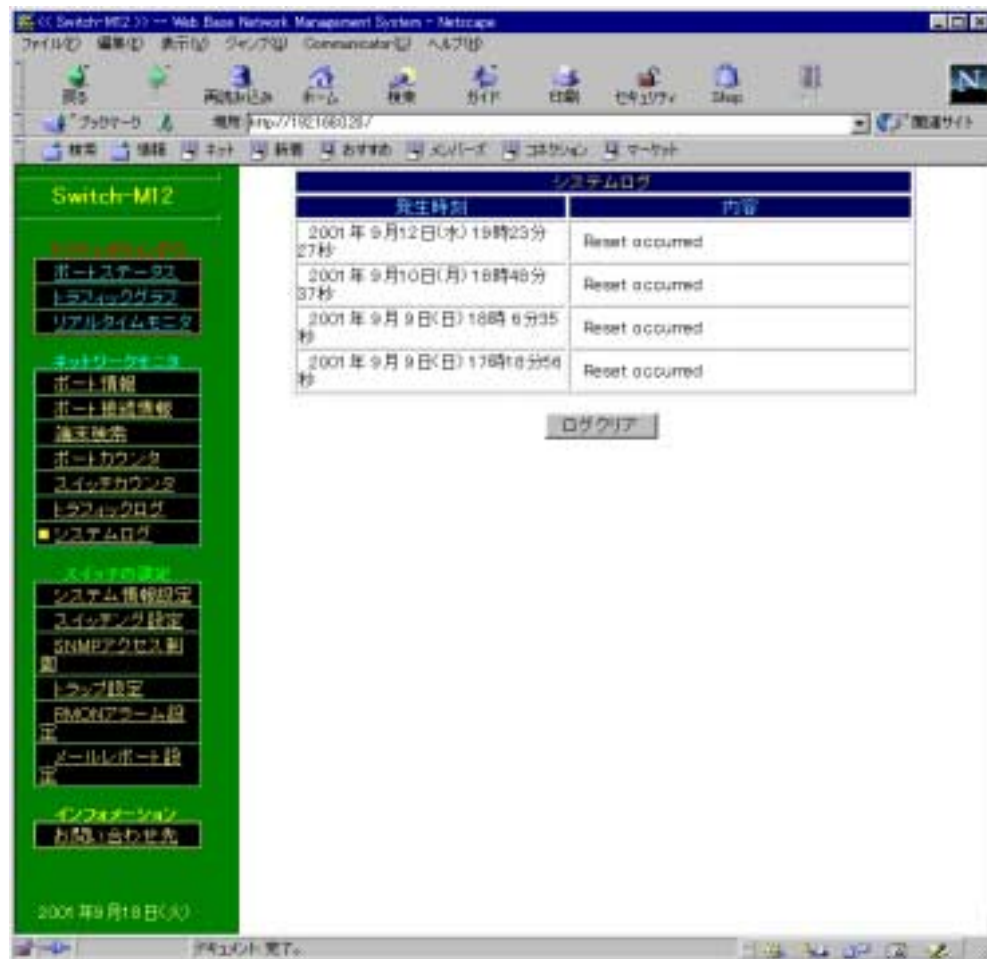 << Switch-M12 >> -- Web Base Network Management System - Netscape
ファイル(F) 編集(E) 表示(V) ジャンプ(G) Communicator(C) ヘルプ(H)
戻る 再読み込み ホーム 検索 ガイド 印刷 セキュリティ Shop
ブックマーク 場所: 関連サイト
検索 情報 ネット 新着 おすすめ メンバーズ コネクション マーケット
Switch-M12
ポートステータス
トラフィックグラフ
リアルタイムモニタ
ネットワークモニタ
ポート情報
ポート接続情報
端末検索
ポートカウンタ
スイッチカウンタ
トラフィックログ
システムログ
スイッチの設定
システム情報設定
スイッチング設定
SNMPアクセス制
御
トラップ設定
RMONアラーム設
定
メールレポート設
定
インフォメーション
お問い合わせ先
2001年9月18日(火)
システムログ
発生時刻 内容
2001年 9月12日(水) 19時23分
27秒 Reset occurred
2001年 9月10日(月) 18時48分
37秒 Reset occurred
2001年 9月 9日(日) 18時 6分35
秒 Reset occurred
2001年 9月 9日(日) 17時18分56
秒 Reset occurred
ログクリア
ドキュメント: 完了。